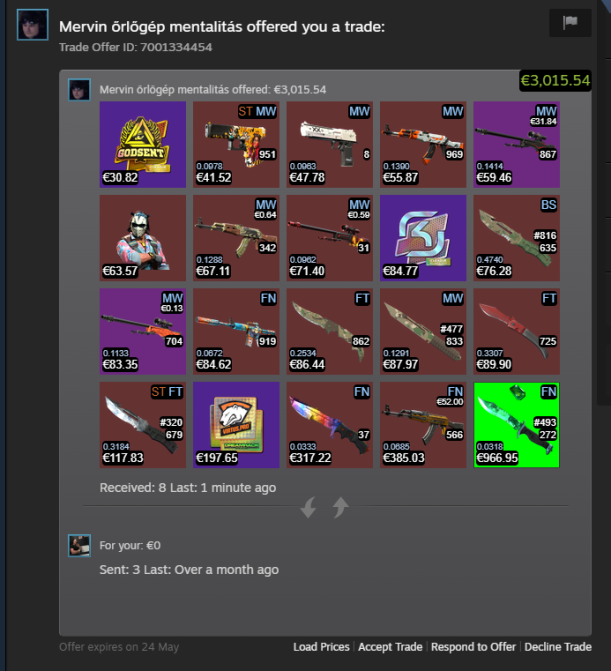 Mervin őrlőgép mentalitás offered you a trade:
Trade Offer ID: 7001334454
€3,015.54
Mervin őrlőgép mentalitás offered: €3,015.54
GODSENT
€30.82
ST MW
951
0.0978
€41.52
MW
8
0.0963
€47.78
MW
969
0.1390
€55.87
MW
€31.84
867
0.1414
€59.46
€63.57
MW
€0.64
342
0.1288
€67.11
MW
€0.59
31
0.0962
€71.40
€84.77
BS
#816
635
0.4740
€76.28
MW
€0.13
704
0.1133
€83.35
FN
919
0.0672
€84.62
FT
862
0.2534
€86.44
MW
#477
833
0.1291
€87.97
FT
725
0.3307
€89.90
ST FT
#320
679
0.3184
€117.83
VIRTUS.PRO
€197.65
FN
37
0.0333
€317.22
FN
€52.00
566
0.0685
€385.03
FN
#493
272
0.0318
€966.95
Received: 8 Last: 1 minute ago
For your: €0
Sent: 3 Last: Over a month ago
Offer expires on 24 May
Load Prices | Accept Trade | Respond to Offer | Decline Trade